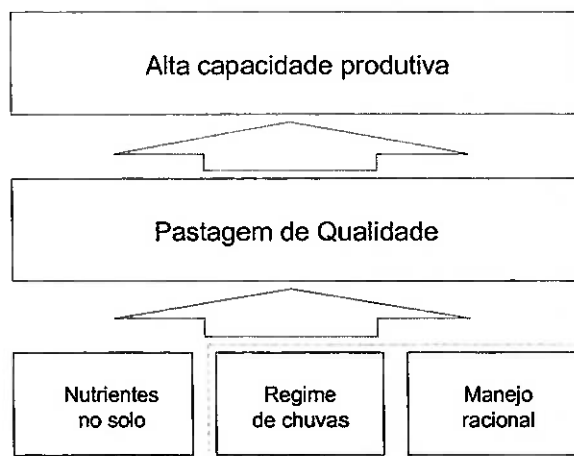 Alta capacidade produtiva
Pastagem de Qualidade
Nutrientes
no solo
Regime
de chuvas
Manejo
racional